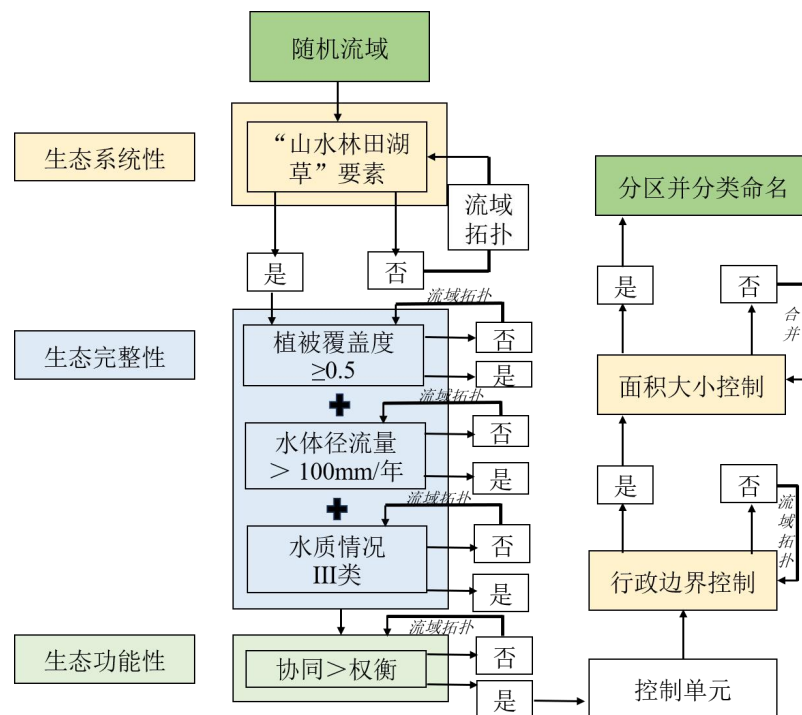 随机流域
生态系统性
“山水林田湖
草”要素
流域
拓扑
是
否
生态完整性
植被覆盖度
≥0.5
流域拓扑
否
是
水体径流量
> 100mm/年
流域拓扑
否
是
水质情况
III类
流域拓扑
否
是
生态功能性
协同>权衡
流域拓扑
否
是
控制单元
行政边界控制
是
否
流域拓扑
面积大小控制
是
否
合并
分区并分类命名